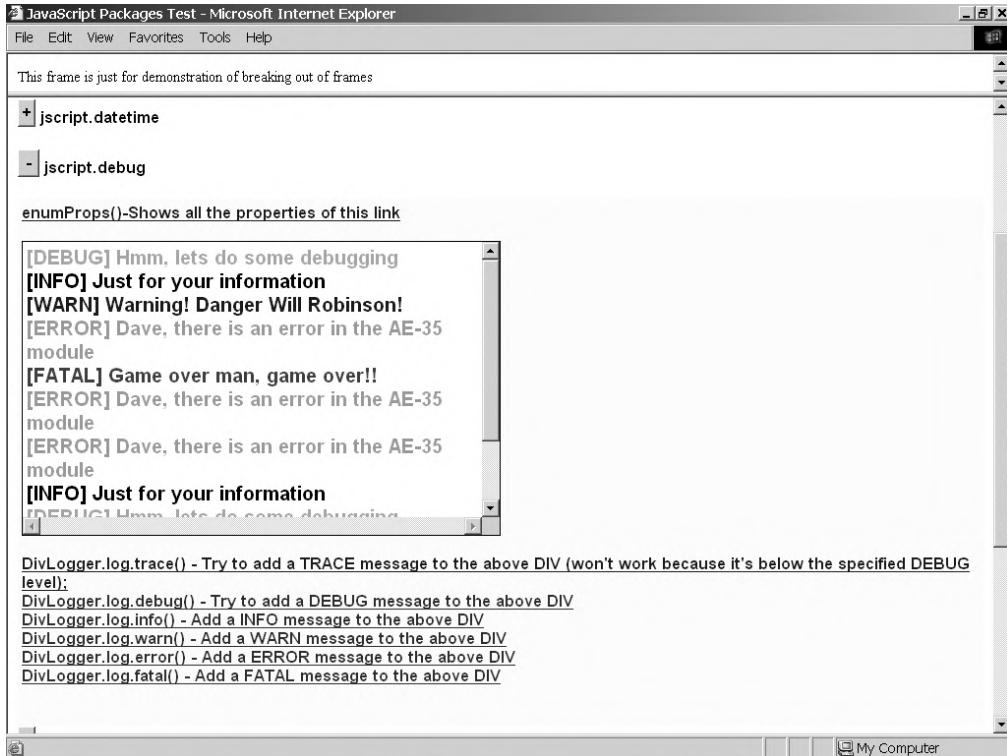 JavaScript Packages Test - Microsoft Internet Explorer
File Edit View Favorites Tools Help
This frame is just for demonstration of breaking out of frames
+ jscript.datetime
- jscript.debug
enumProps()-Shows all the properties of this link
[DEBUG] Hmm, lets do some debugging
[INFO] Just for your information
[WARN] Warning! Danger Will Robinson!
[ERROR] Dave, there is an error in the AE-35
module
[FATAL] Game over man, game over!!
[ERROR] Dave, there is an error in the AE-35
module
[ERROR] Dave, there is an error in the AE-35
module
[INFO] Just for your information
[DEBUG] Hmm, lets do some debugging
DivLogger.log.trace() - Try to add a TRACE message to the above DIV (won't work because it's below the specified DEBUG
level);
DivLogger.log.debug() - Try to add a DEBUG message to the above DIV
DivLogger.log.info() - Add a INFO message to the above DIV
DivLogger.log.warn() - Add a WARN message to the above DIV
DivLogger.log.error() - Add a ERROR message to the above DIV
DivLogger.log.fatal() - Add a FATAL message to the above DIV
My Computer